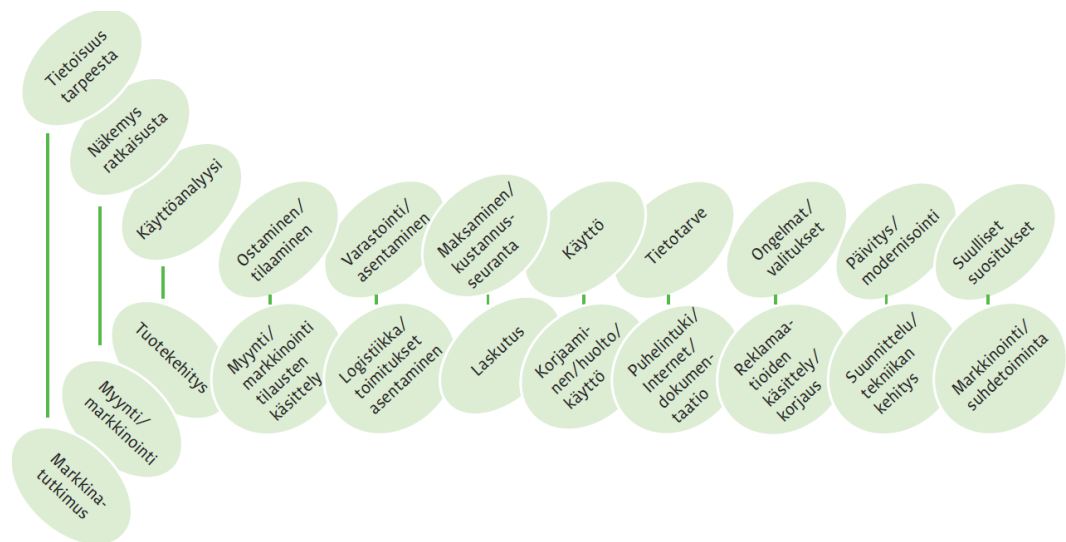 Tietoisuus
tarpeesta
Näkemys
ratkaisusta
Käyttöanalyysi
Ostaminen/
tilaaminen
Varastointi/
asentaminen
Maksaminen/
kustannus-
seuranta
Käyttö
Tietotarve
Ongelmat/
valitukset
Päivitys/
modernisointi
Suulliset
suositukset
Markkina-
tutkimus
Myynti/
markkinointi
Tuotekehitys
Myynti/
markkinointi
tilausten
käsittely
Logistiikka/
toimitukset
asentaminen
Laskutus
Korjaami-
nen/huolto/
käyttö
Puhelintuki/
Internet/
dokumen-
taatio
Reklamaa-
tioiden
käsittely/
korjaus
Suunnittelu/
tekniikan
kehitys
Markkinointi/
suhdetoiminta